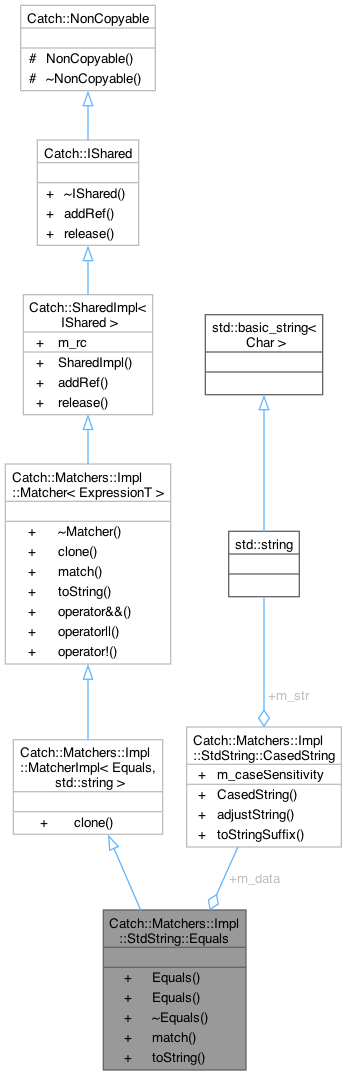 Catch::NonCopyable
# NonCopyable()
# ~NonCopyable()
Catch::IShared
+ ~IShared()
+ addRef()
+ release()
Catch::SharedImpl<
IShared >
+ m_rc
+ SharedImpl()
+ addRef()
+ release()
std::basic_string<
Char >
Catch::Matchers::Impl
::Matcher< ExpressionT >
+ ~Matcher()
+ clone()
+ match()
+ toString()
+ operator&&()
+ operator||()
+ operator!()
std::string
+m_str
Catch::Matchers::Impl
::MatcherImpl< Equals,
std::string >
+ clone()
Catch::Matchers::Impl
::StdString::CasedString
+ m_caseSensitivity
+ CasedString()
+ adjustString()
+ toStringSuffix()
+m_data
Catch::Matchers::Impl
::StdString::Equals
+ Equals()
+ Equals()
+ ~Equals()
+ match()
+ toString()